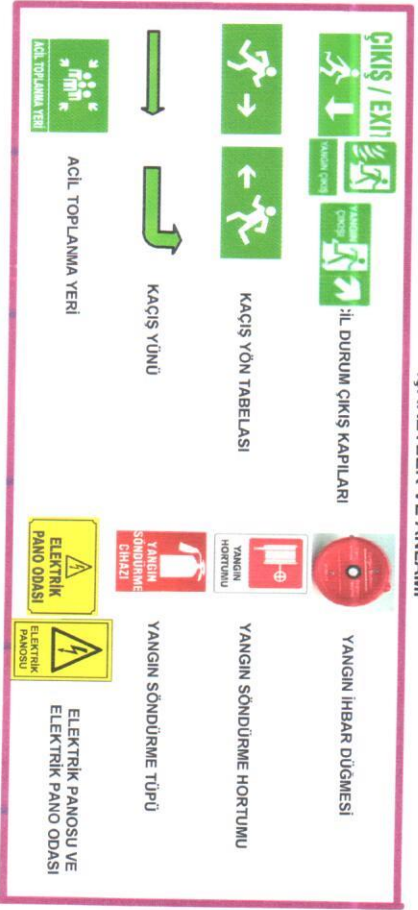 ÇIKIŞ / EXIT
YANGIN ÇIKIŞ
YANGIN
ÇIKIŞI
İL DURUM ÇIKIŞ KAPILARI
KAÇIŞ YÖN TABELASI
KAÇIŞ YÖNÜ
ACİL TOPLANMA YERİ
ACİL TOPLANMA YERİ
YANGIN İHBAR DÜĞMESİ
YANGIN
HORTUMU
YANGIN SÖNDÜRME HORTUMU
YANGIN
SÖNDÜRME
CİHAZI
YANGIN SÖNDÜRME TÜPÜ
ELEKTRİK
PANO ODASI
ELEKTRİK
PANOSU
ELEKTRİK PANOSU VE
ELEKTRİK PANO ODASI